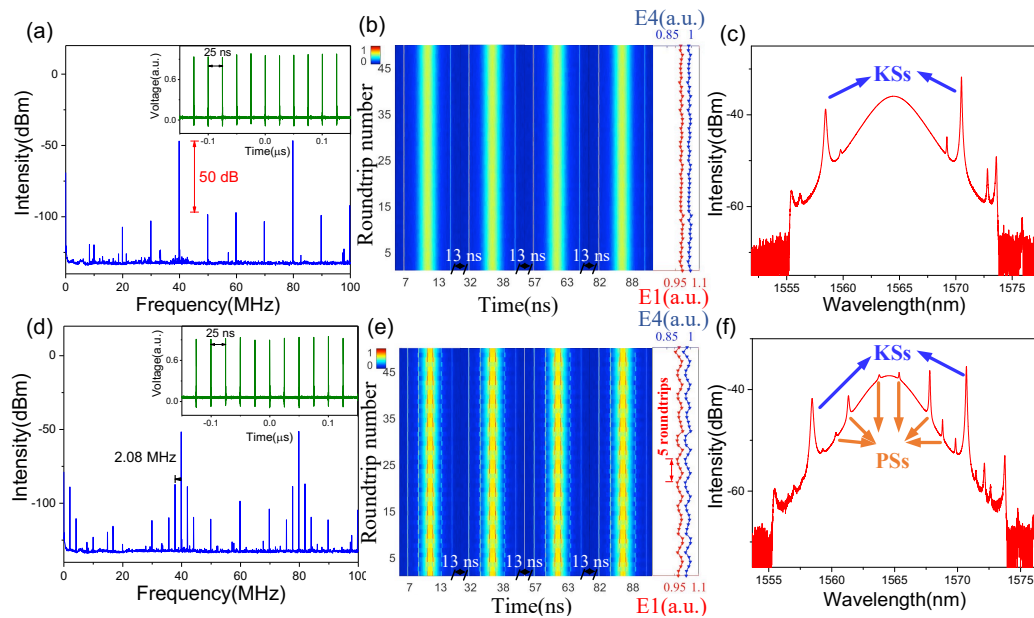 (a)
0
-50
-100
Intensity(dBm)
0
20
40
60
80
100
Frequency(MHz)
50 dB
25 ns
Voltage(a.u.)
0.6
0.0
-0.1
0.0
0.1
Time(µs)
(b)
1
0
45
35
25
15
5
Roundtrip number
13 ns
13 ns
13 ns
7 13 32 38 57 63 82 88
Time(ns)
E4(a.u.)
0.85 1
0.95 1.1
E1(a.u.)
(c)
KSs
-40
-60
Intensity(dBm)
1555
1560
1565
1570
1575
Wavelength(nm)
(d)
0
-50
-100
Intensity(dBm)
0
20
40
60
80
100
Frequency(MHz)
2.08 MHz
25 ns
Voltage(a.u.)
0.6
0.0
-0.1
0.0
0.1
Time(µs)
(e)
1
0
45
35
25
15
5
Roundtrip number
13 ns
13 ns
13 ns
7 13 32 38 57 63 82 88
Time(ns)
E4(a.u.)
0.85 1
5 roundtrips
0.95 1.1
E1(a.u.)
(f)
KSs
PSs
-40
-60
Intensity(dBm)
1555
1560
1565
1570
1575
Wavelength(nm)